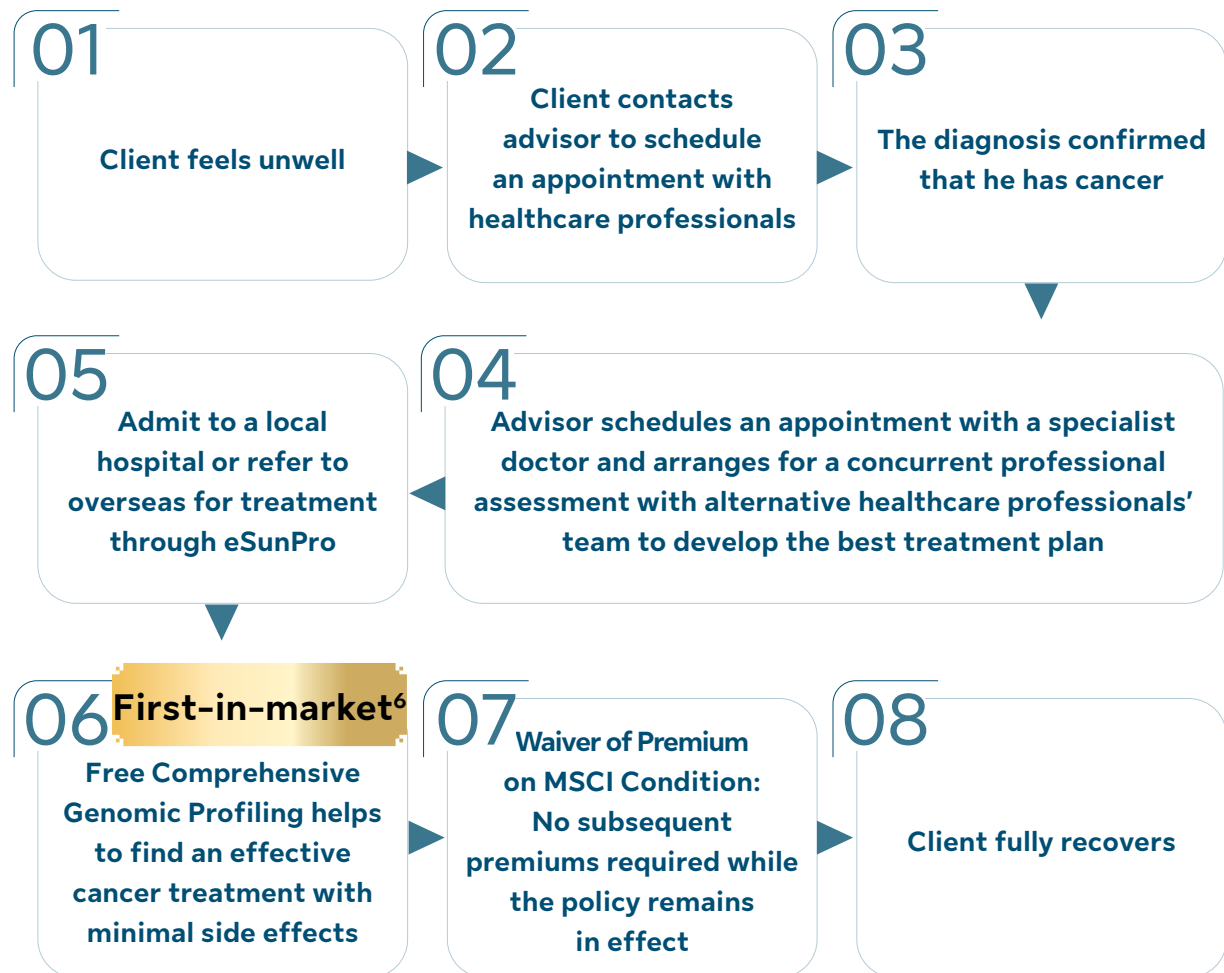 01
Client feels unwell
02
Client contacts
advisor to schedule
an appointment with
healthcare professionals
03
The diagnosis confirmed
that he has cancer
04
Advisor schedules an appointment with a specialist
doctor and arranges for a concurrent professional
assessment with alternative healthcare professionals’
team to develop the best treatment plan
05
Admit to a local
hospital or refer to
overseas for treatment
through eSunPro
06
First-in-market⁶
Free Comprehensive
Genomic Profiling helps
to find an effective
cancer treatment with
minimal side effects
07
Waiver of Premium
on MSCI Condition:
No subsequent
premiums required while
the policy remains
in effect
08
Client fully recovers